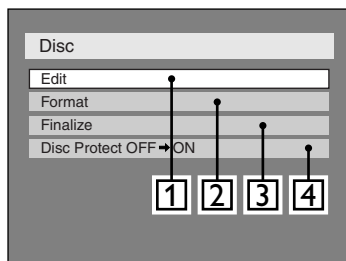 Disc
Edit
Format
Finalize
Disc Protect OFF➔ON
1 2 3 4